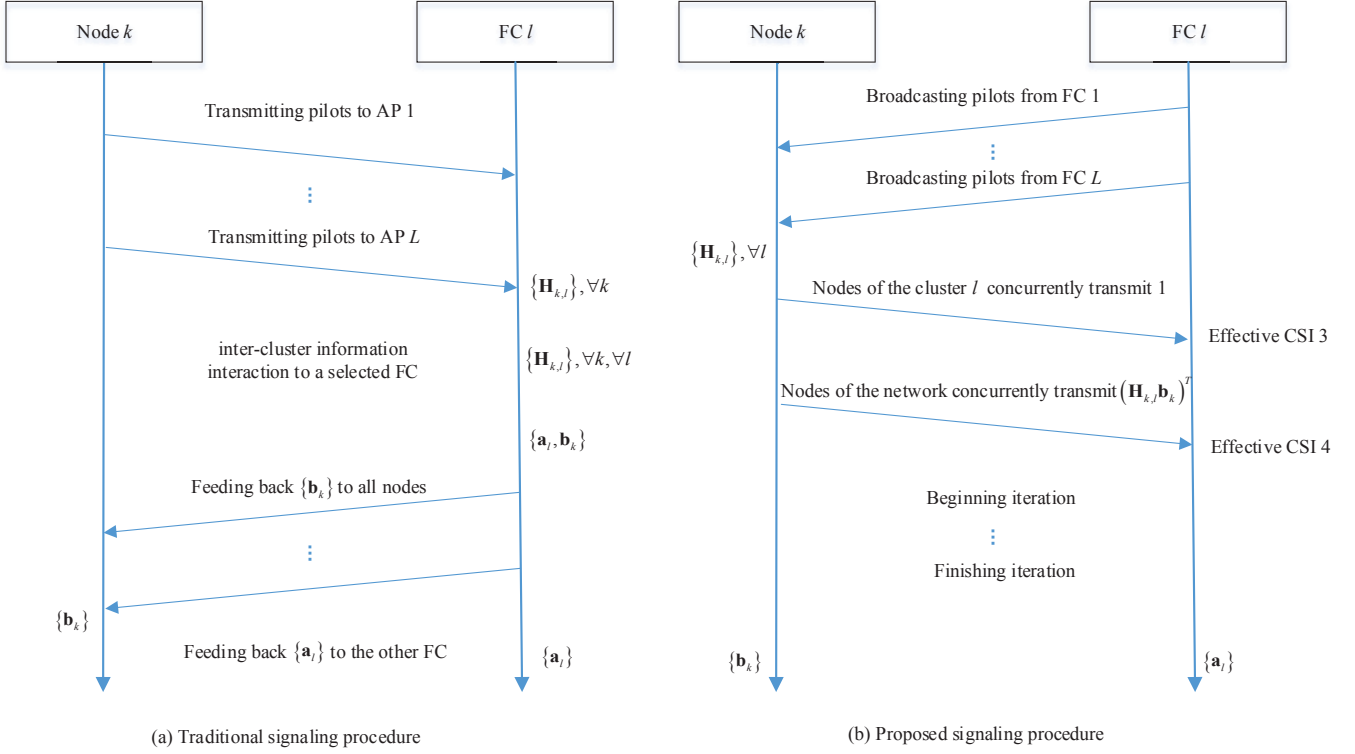 Node k
FC l
Transmitting pilots to AP 1
⋮
Transmitting pilots to AP L
{H_{k,l}}, ∀k
inter-cluster information
interaction to a selected FC
{H_{k,l}}, ∀k, ∀l
{a_l, b_k}
Feeding back {b_k} to all nodes
⋮
{b_k}
Feeding back {a_l} to the other FC
{a_l}
(a) Traditional signaling procedure
Node k
FC l
Broadcasting pilots from FC 1
⋮
Broadcasting pilots from FC L
{H_{k,l}}, ∀l
Nodes of the cluster l concurrently transmit 1
Effective CSI 3
Nodes of the network concurrently transmit (H_{k,l}b_k)^T
Effective CSI 4
Beginning iteration
⋮
Finishing iteration
{b_k}
{a_l}
(b) Proposed signaling procedure